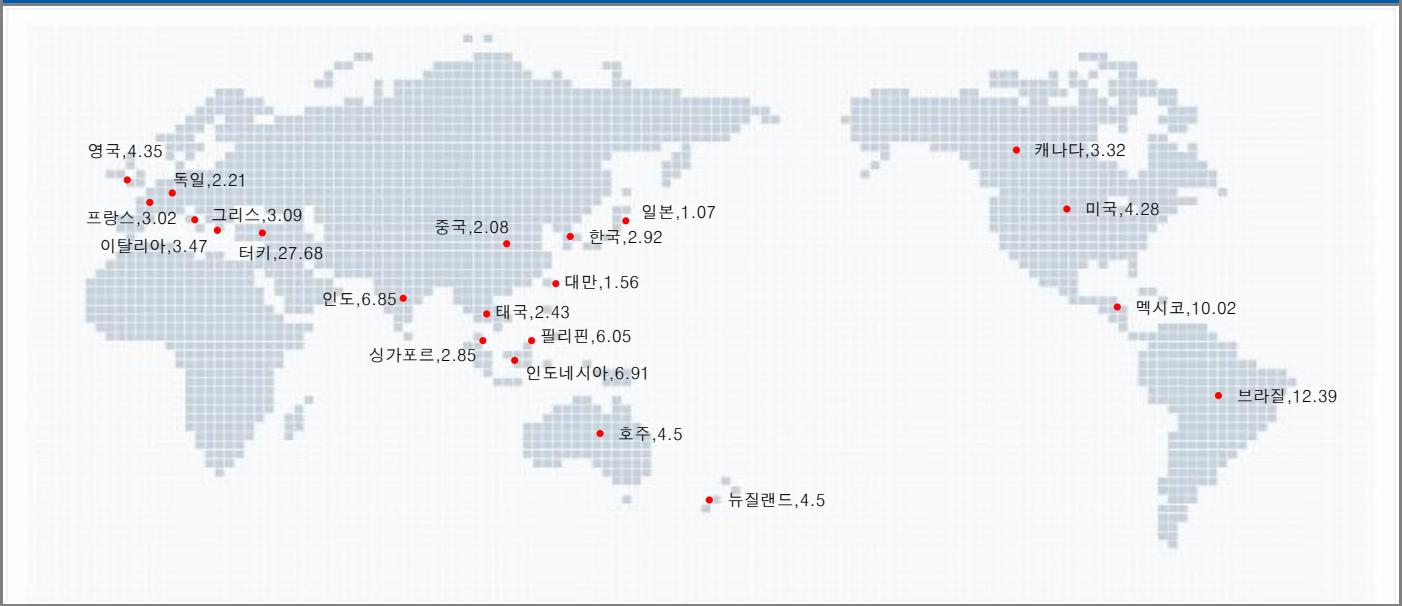 영국,4.35
캐나다,3.32
독일,2.21
프랑스,3.02
그리스,3.09
일본,1.07
미국,4.28
중국,2.08
한국,2.92
이탈리아,3.47
터키,27.68
대만,1.56
인도,6.85
태국,2.43
멕시코,10.02
필리핀,6.05
싱가포르,2.85
인도네시아,6.91
브라질,12.39
호주,4.5
뉴질랜드,4.5